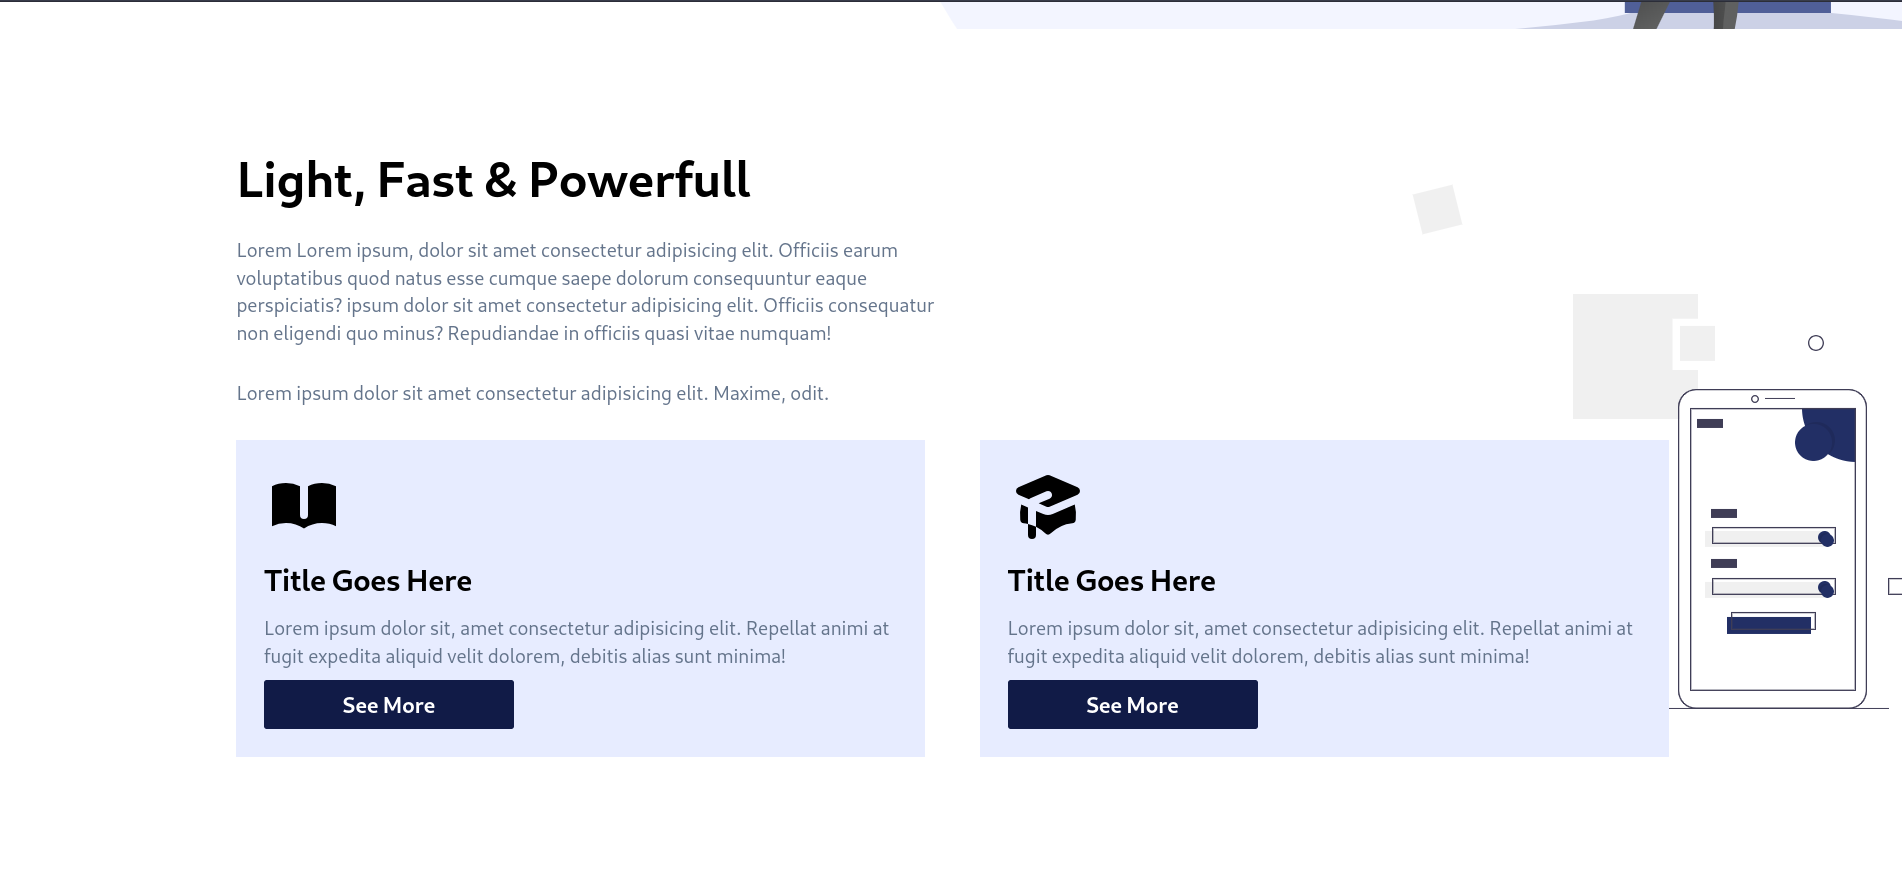 Light, Fast & Powerfull
Lorem Lorem ipsum, dolor sit amet consectetur adipisicing elit. Officiis earum
voluptatibus quod natus esse cumque saepe dolorum consequuntur eaque
perspiciatis? ipsum dolor sit amet consectetur adipisicing elit. Officiis consequatur
non eligendi quo minus? Repudiandae in officiis quasi vitae numquam!
Lorem ipsum dolor sit amet consectetur adipisicing elit. Maxime, odit.
Title Goes Here
Lorem ipsum dolor sit, amet consectetur adipisicing elit. Repellat animi at
fugit expedita aliquid velit dolorem, debitis alias sunt minima!
See More
Title Goes Here
Lorem ipsum dolor sit, amet consectetur adipisicing elit. Repellat animi at
fugit expedita aliquid velit dolorem, debitis alias sunt minima!
See More